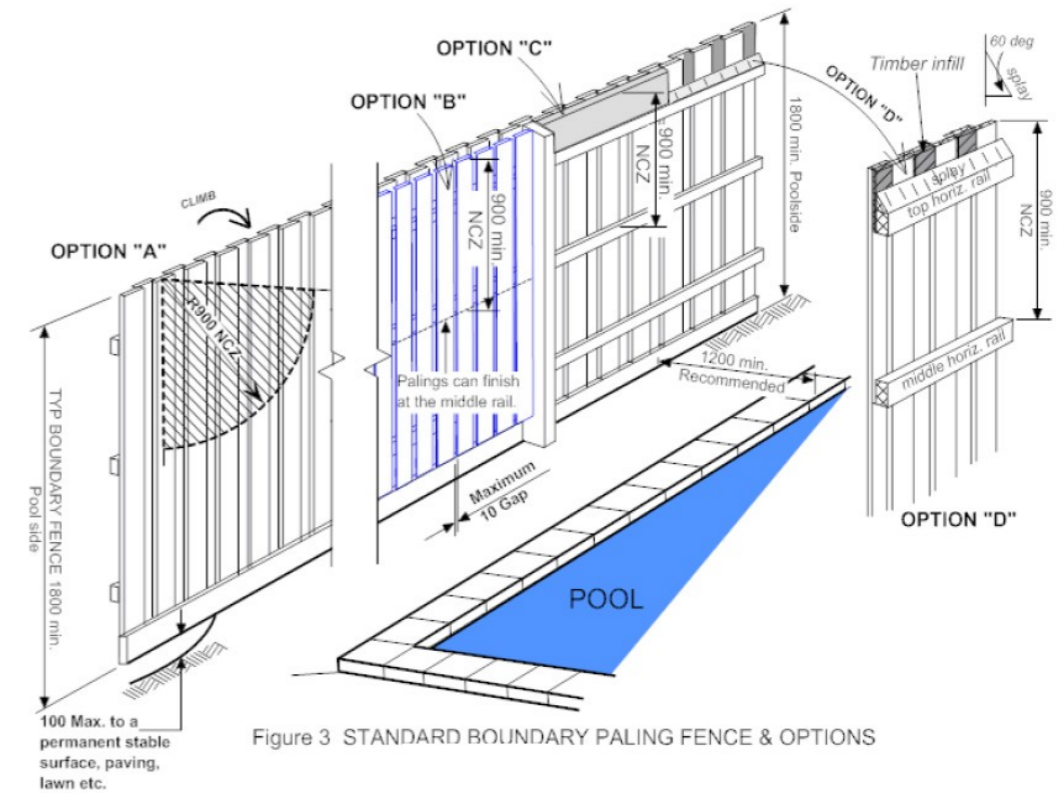 OPTION "C"
OPTION "B"
CLIMB
OPTION "A"
R900 NCZ
TYP BOUNDARY FENCE 1800 min.
Pool side
100 Max. to a
permanent stable
surface, paving,
lawn etc.
900 min.
NCZ
Palings can finish
at the middle rail.
Maximum
10 Gap
900 min.
NCZ
1800 min. Poolside
1200 min.
Recommended
POOL
OPTION "D"
Timber infill
60 deg
splay
splay
top horiz. rail
900 min.
NCZ
middle horiz. rail
OPTION "D"
Figure 3 STANDARD BOUNDARY PALING FENCE & OPTIONS